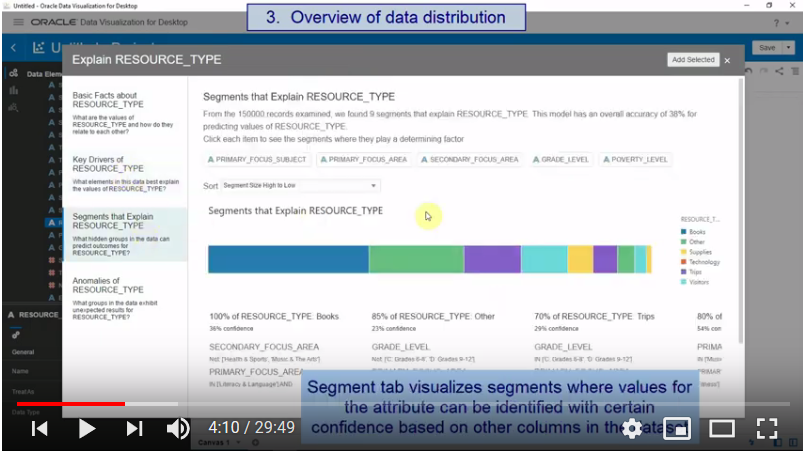 Untitled - Oracle Data Visualization for Desktop
3. Overview of data distribution
ORACLE Data Visualization for Desktop
Save
Data Elem
Explain RESOURCE_TYPE
Add Selected
Basic Facts about
RESOURCE_TYPE
What are the values of
RESOURCE_TYPE and how do they
relate to each other?
Key Drivers of
RESOURCE_TYPE
What elements in this data best explain
the values of RESOURCE_TYPE?
Segments that Explain
RESOURCE_TYPE
What hidden groups in the data can
predict outcomes for
RESOURCE_TYPE?
Anomalies of
RESOURCE_TYPE
What groups in the data exhibit
unexpected results for
RESOURCE_TYPE?
Segments that Explain RESOURCE_TYPE
From the 150000 records examined, we found 9 segments that explain RESOURCE_TYPE. This model has an overall accuracy of 38% for
predicting values of RESOURCE_TYPE.
Click each item to see the segments where they play a determining factor
A PRIMARY_FOCUS_SUBJECT A PRIMARY_FOCUS_AREA A SECONDARY_FOCUS_AREA A GRADE_LEVEL A POVERTY_LEVEL
Sort Segment Size High to Low
Segments that Explain RESOURCE_TYPE
RESOURCE_T...
Books
Other
Supplies
Technology
Trips
Visitors
100% of RESOURCE_TYPE: Books 85% of RESOURCE_TYPE: Other 70% of RESOURCE_TYPE: Trips 80% of
36% confidence 23% confidence 29% confidence 54% con
SECONDARY_FOCUS_AREA GRADE_LEVEL GRADE_LEVEL PRIMA
Not: ['Health & Sports', 'Music & The Arts'] Not: ['C. Grades 6-8', 'D. Grades 9-12'] IN ['C. Grades 6-8', 'D. Grades 9-12']
PRIMARY_FOCUS_AREA
IN ['Literacy & Language']AND
A RESOURCE_
General
Name
Treat As
Data Type
Segment tab visualizes segments where values for
the attribute can be identified with certain
confidence based on other columns in the
4:10 / 29:49
Canvas 1